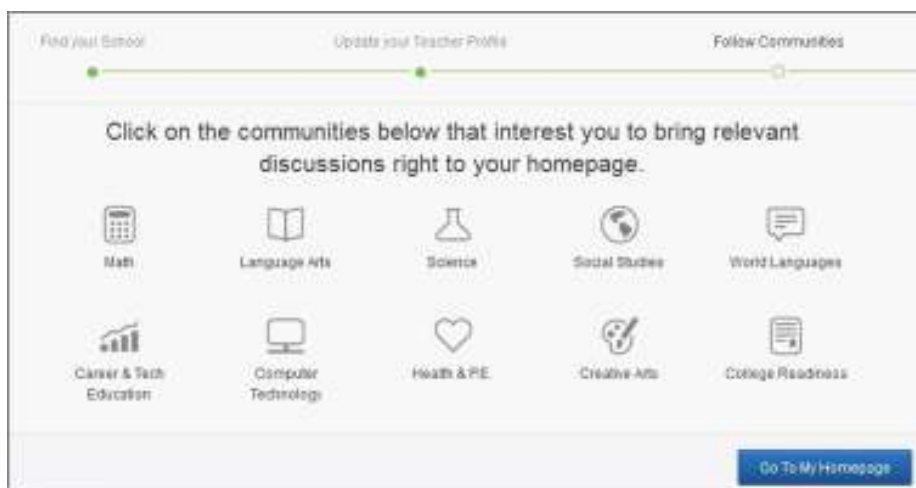 Find your School
Update your Teacher Profile
Follow Communities
Click on the communities below that interest you to bring relevant
discussions right to your homepage.
Math
Language Arts
Science
Social Studies
World Languages
Career & Tech
Education
Computer
Technology
Health & P.E.
Creative Arts
College Readiness
Go To My Homepage